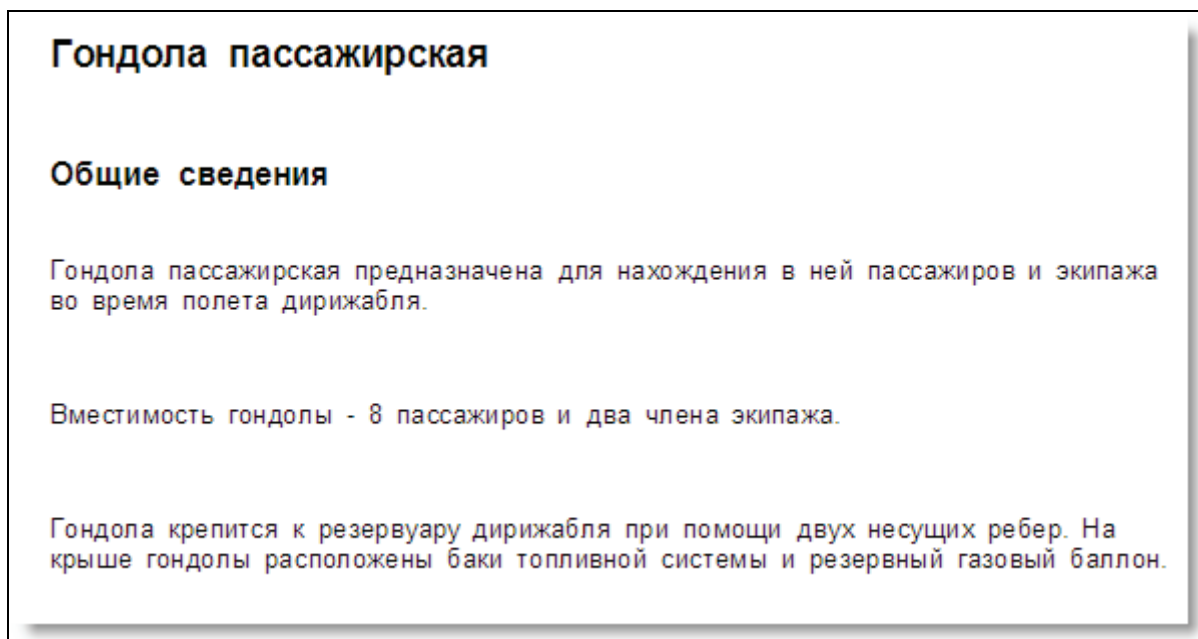 Гондола пассажирская
Общие сведения
Гондола пассажирская предназначена для нахождения в ней пассажиров и экипажа
во время полета дирижабля.
Вместимость гондолы - 8 пассажиров и два члена экипажа.
Гондола крепится к резервуару дирижабля при помощи двух несущих ребер. На
крыше гондолы расположены баки топливной системы и резервный газовый баллон.